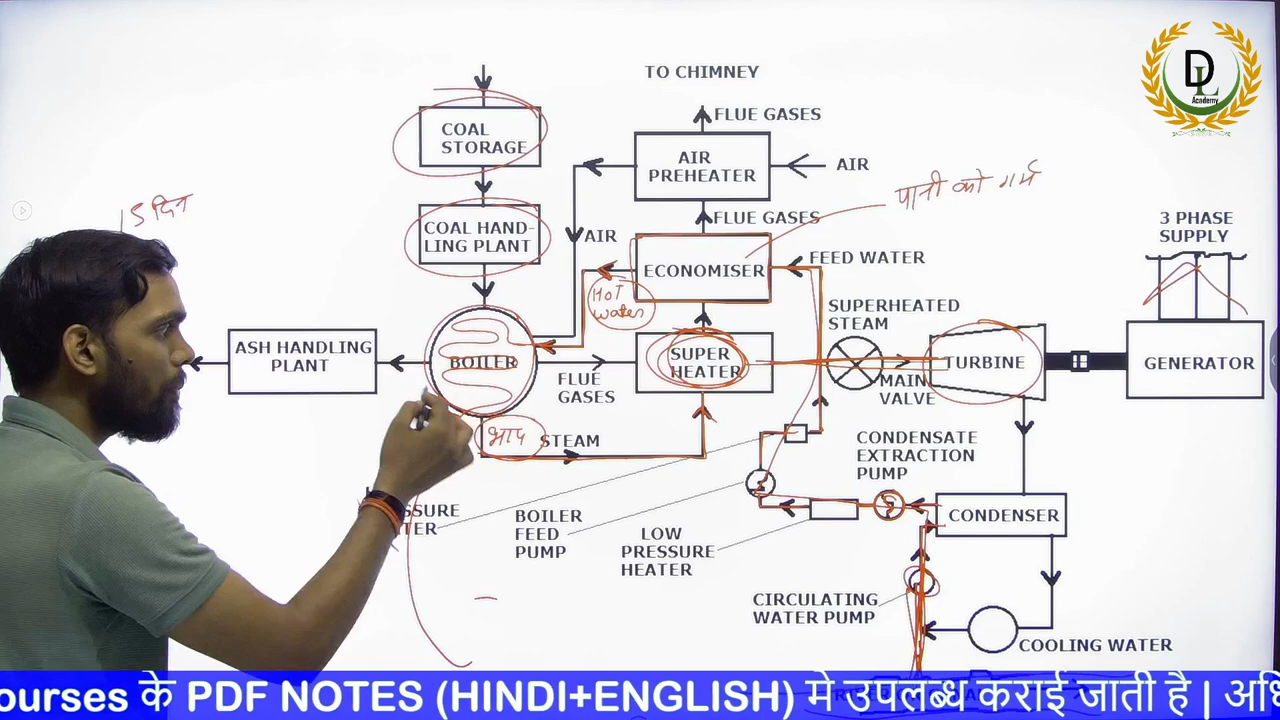 TO CHIMNEY
FLUE GASES
COAL
STORAGE
AIR
PREHEATER
AIR
DL
Academy
15 दिन
COAL HAND-
LING PLANT
AIR
FLUE GASES
पानी को गर्म
3 PHASE
SUPPLY
ECONOMISER
FEED WATER
HOT
water
SUPERHEATED
STEAM
ASH HANDLING
PLANT
BOILER
FLUE
GASES
SUPER
HEATER
MAIN
VALVE
TURBINE
GENERATOR
भाप
STEAM
CONDENSATE
EXTRACTION
PUMP
BOILER
FEED
PUMP
LOW
PRESSURE
HEATER
CONDENSER
CIRCULATING
WATER PUMP
COOLING WATER
ourses के PDF NOTES (HINDI+ENGLISH) में उपलब्ध कराई जाती है |